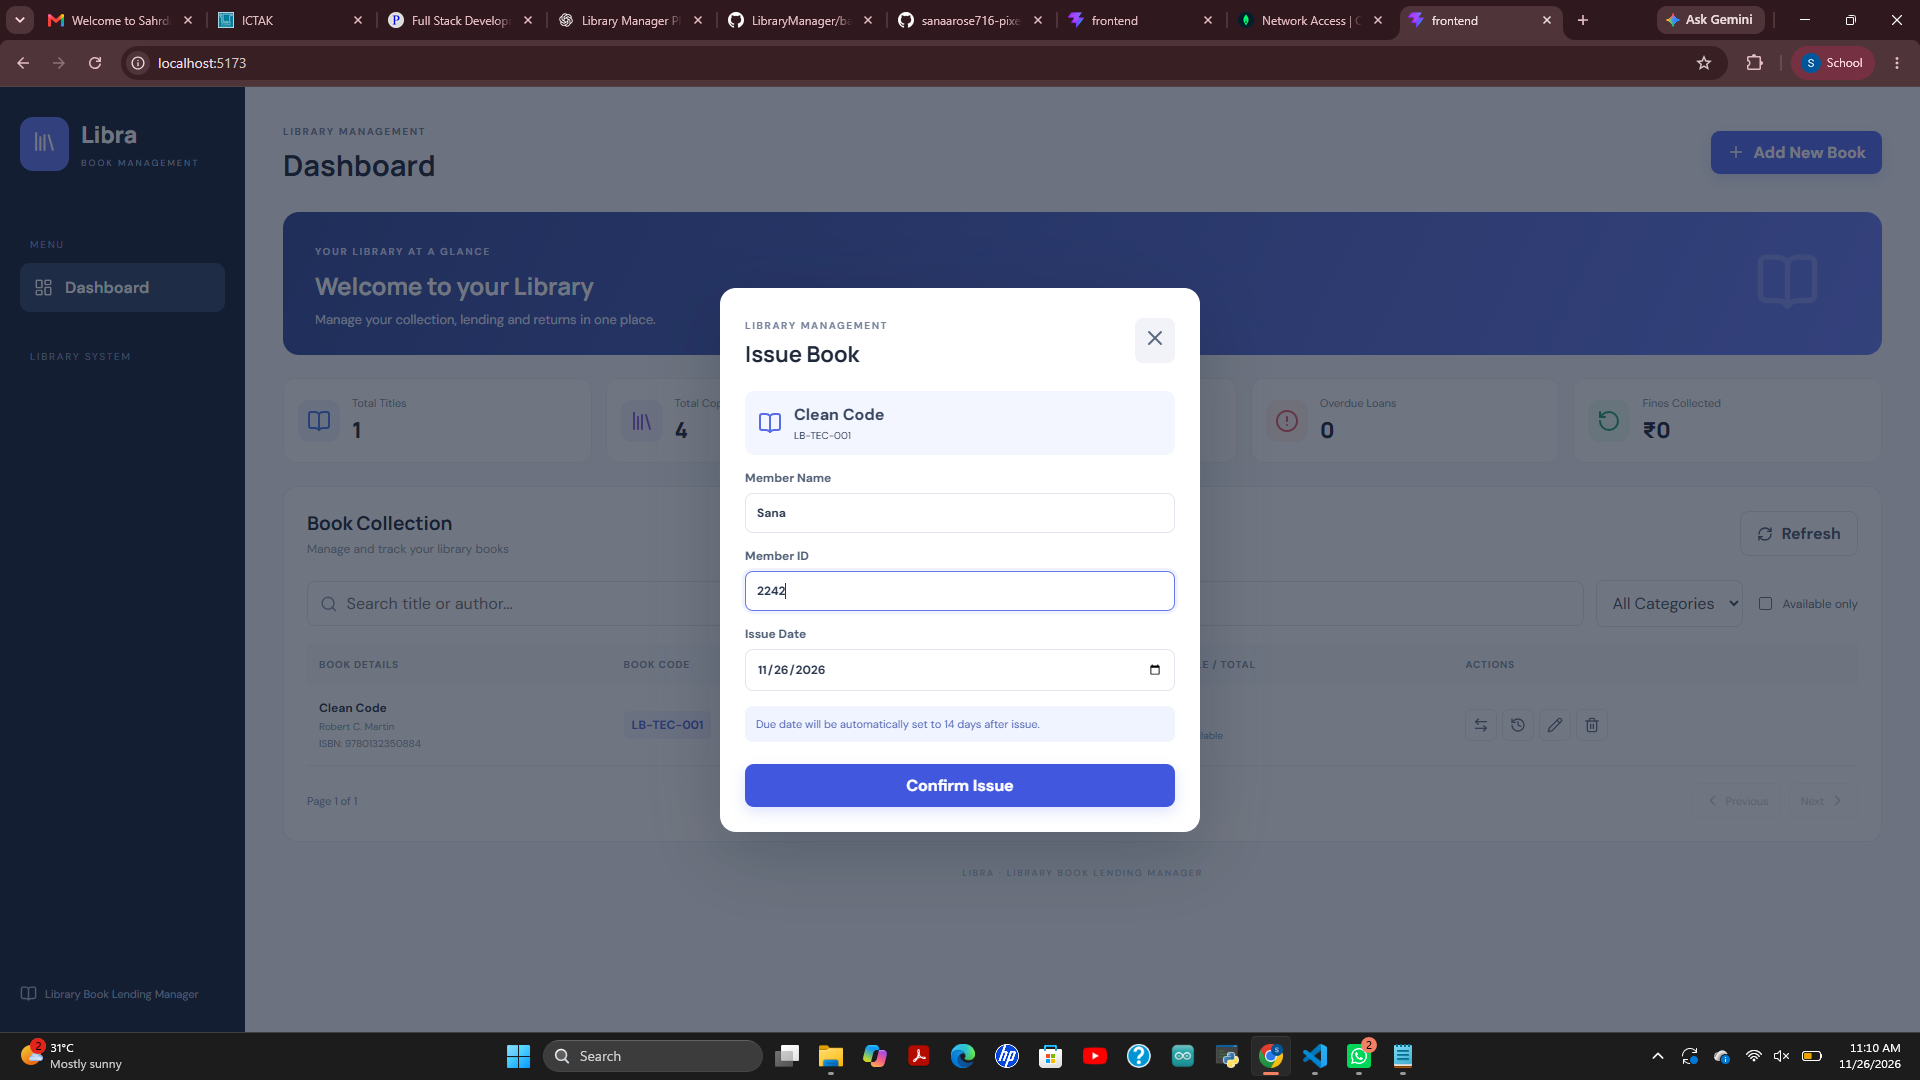 Welcome to Sahrd
ICTAK
Full Stack Develop
Library Manager P
LibraryManager/ba
sanaarose716-pixe
frontend
Network Access | C
frontend
Ask Gemini
localhost:5173
S
School
Libra
BOOK MANAGEMENT
MENU
Dashboard
LIBRARY SYSTEM
Library Book Lending Manager
LIBRARY MANAGEMENT
Dashboard
+ Add New Book
YOUR LIBRARY AT A GLANCE
Welcome to your Library
Manage your collection, lending and returns in one place.
Total Titles
1
Total Cop
4
Overdue Loans
0
Fines Collected
₹0
Book Collection
Manage and track your library books
Refresh
Search title or author...
All Categories
Available only
BOOK DETAILS
BOOK CODE
LE / TOTAL
ACTIONS
Clean Code
Robert C. Martin
ISBN: 9780132350884
LB-TEC-001
lable
Page 1 of 1
Previous
Next
LIBRA · LIBRARY BOOK LENDING MANAGER
LIBRARY MANAGEMENT
Issue Book
Clean Code
LB-TEC-001
Member Name
Sana
Member ID
2242
Issue Date
11/26/2026
Due date will be automatically set to 14 days after issue.
Confirm Issue
2
31°C
Mostly sunny
Search
hp
2
11:10 AM
11/26/2026